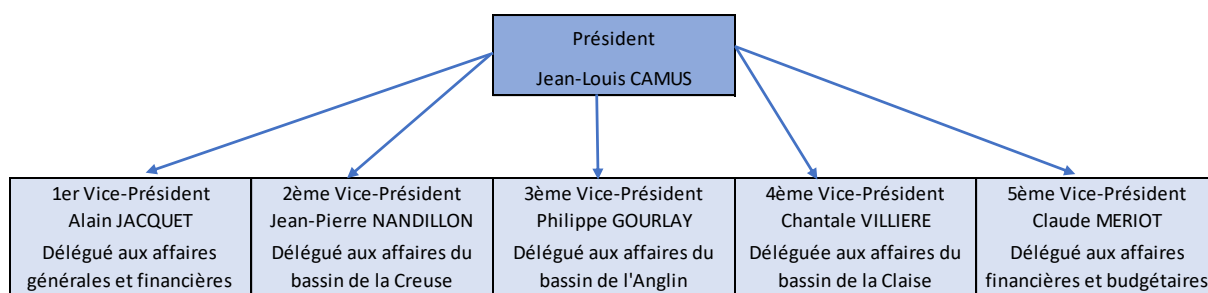 Président
Jean-Louis CAMUS
1er Vice-Président
Alain JACQUET
Délégué aux affaires
générales et financières
2ème Vice-Président
Jean-Pierre NANDILLON
Délégué aux affaires du
bassin de la Creuse
3ème Vice-Président
Philippe GOURLAY
Délégué aux affaires du
bassin de l'Anglin
4ème Vice-Président
Chantale VILLIERE
Déléguée aux affaires du
bassin de la Claise
5ème Vice-Président
Claude MERIOT
Délégué aux affaires
financières et budgétaires